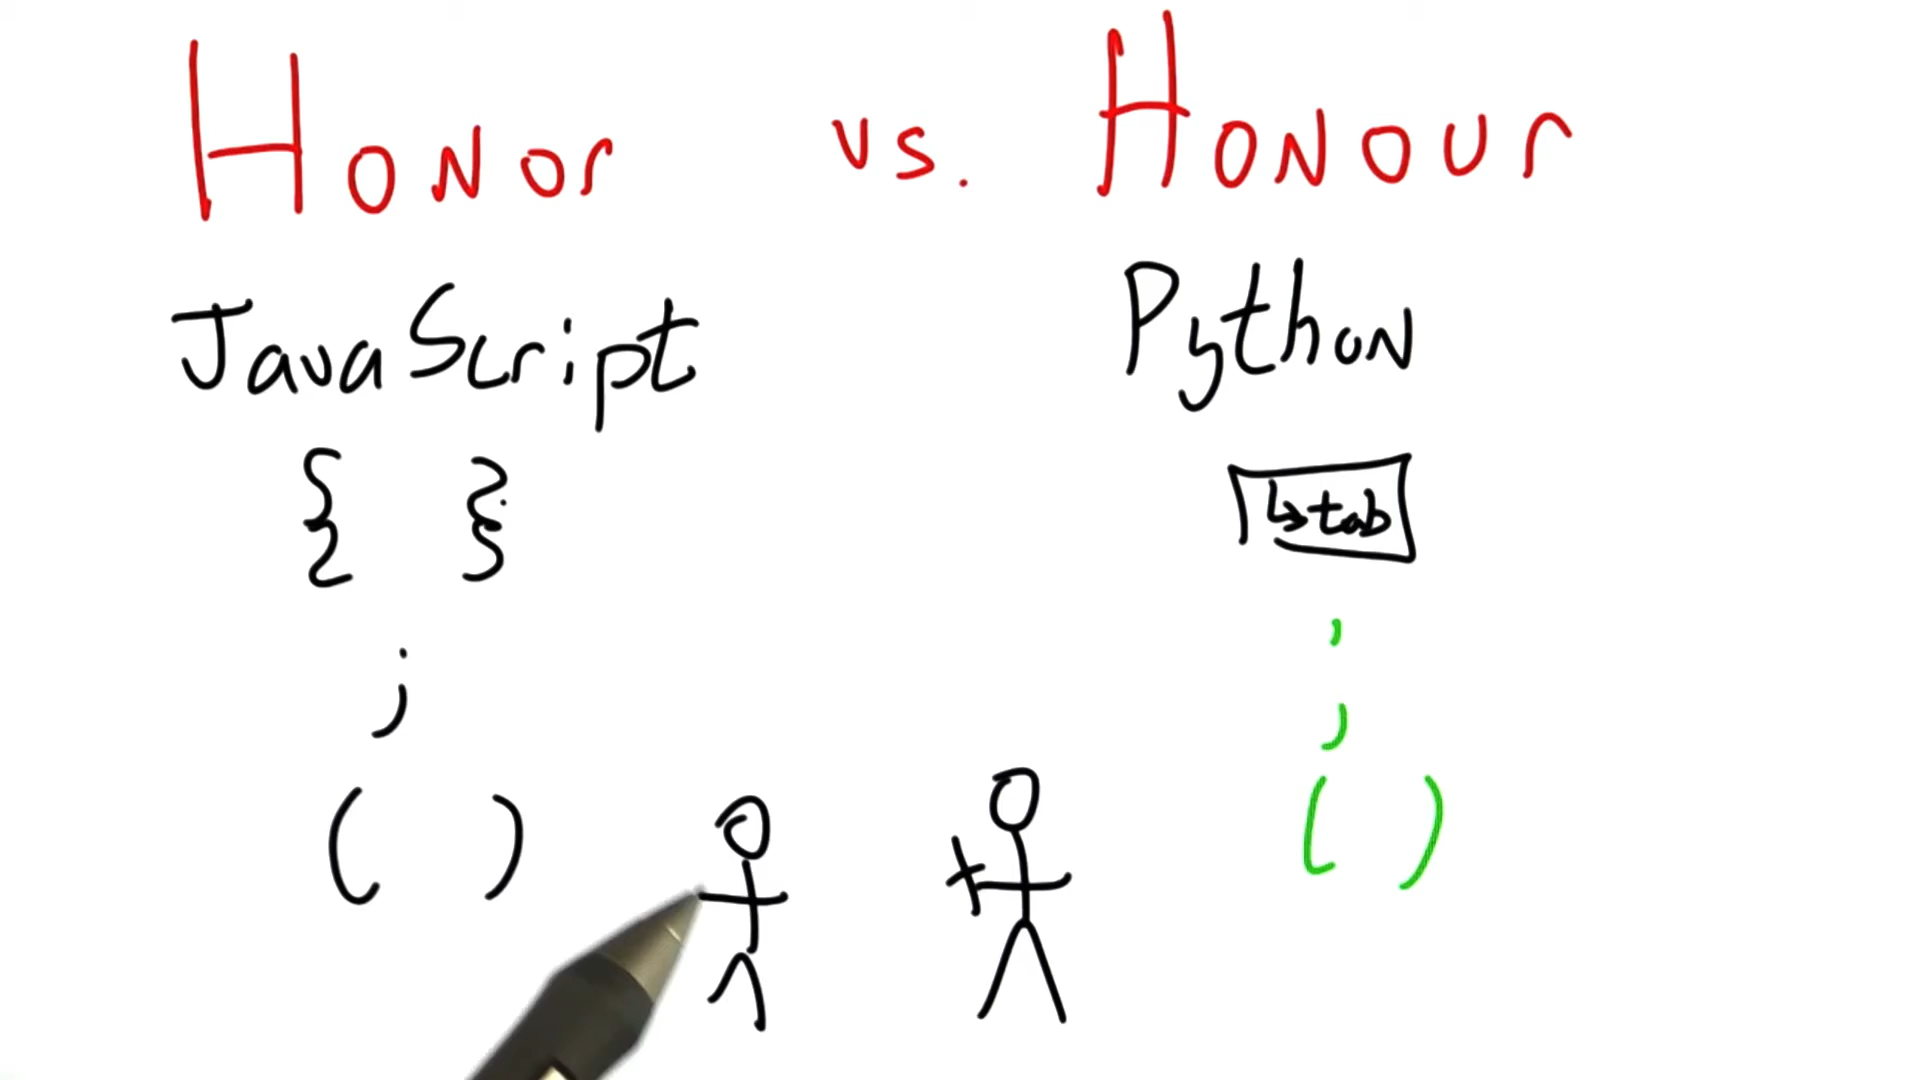 Honor vs. Honour
JavaScript Python
{ } ↳tab
; ;
( ) ( )